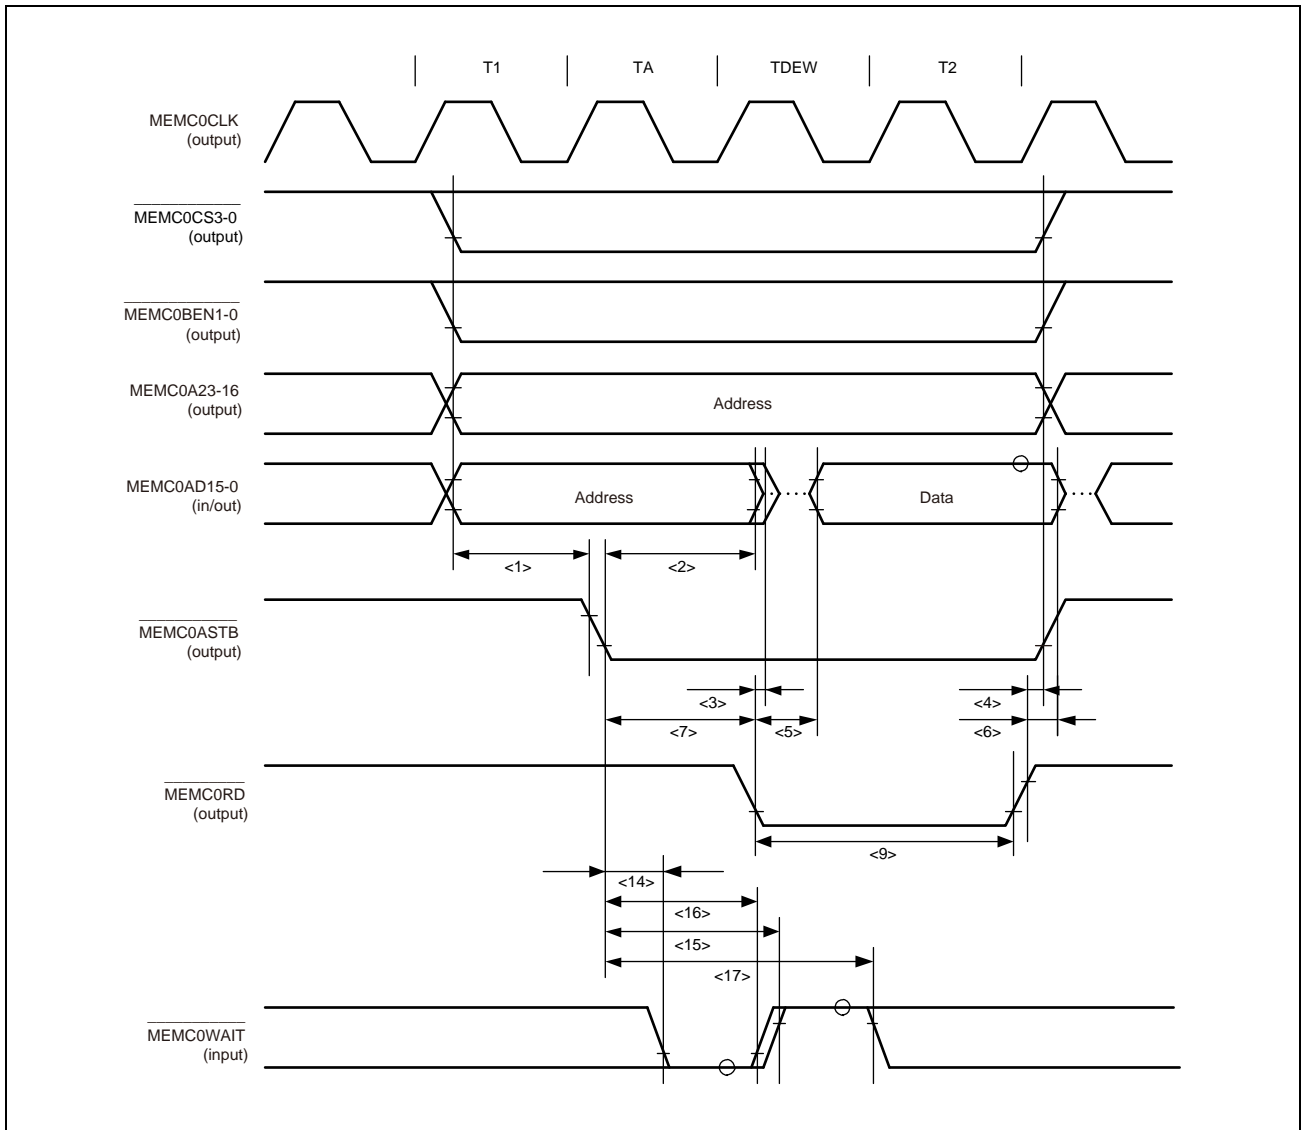 T1 TA TDEW T2
MEMC0CLK
(output)
MEMC0CS3-0
(output)
MEMC0BEN1-0
(output)
MEMC0A23-16
(output)
Address
MEMC0AD15-0
(in/out)
Address
Data
<1>
<2>
MEMC0ASTB
(output)
<3>
<4>
<7>
<5>
<6>
MEMC0RD
(output)
<9>
<14>
<16>
<15>
<17>
MEMC0WAIT
(input)